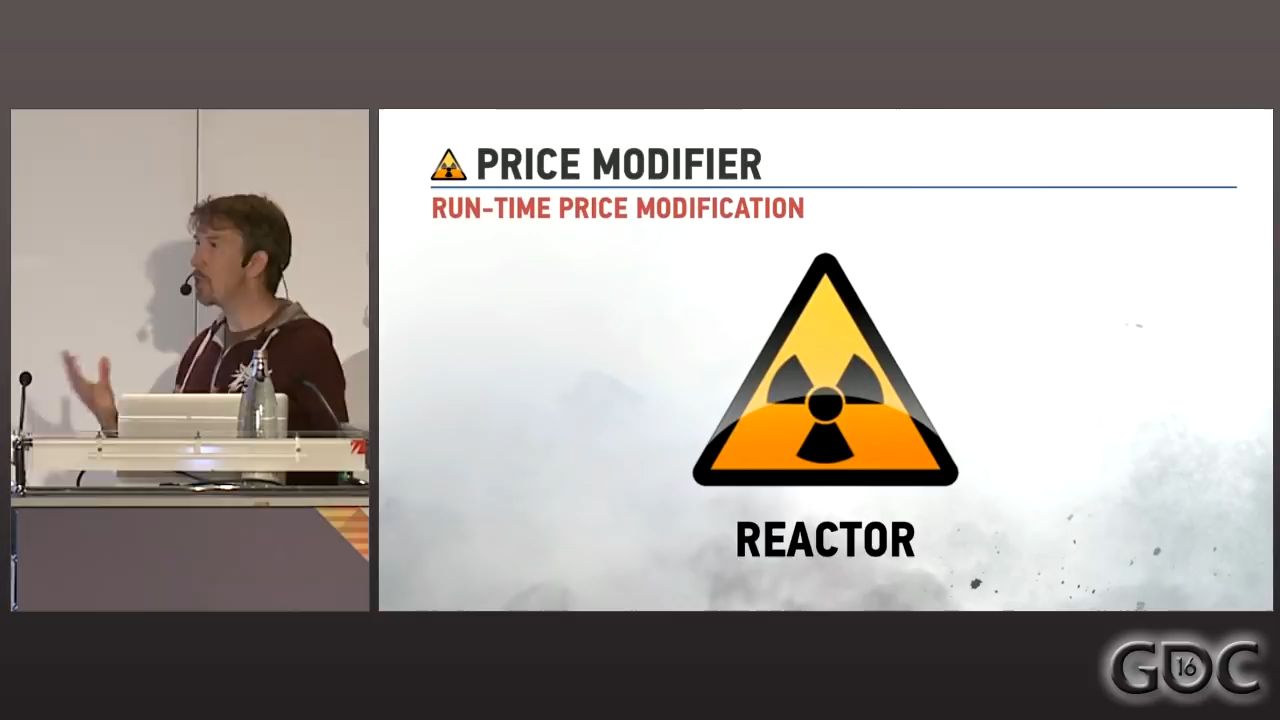 PRICE MODIFIER
RUN-TIME PRICE MODIFICATION
REACTOR
GDC 16